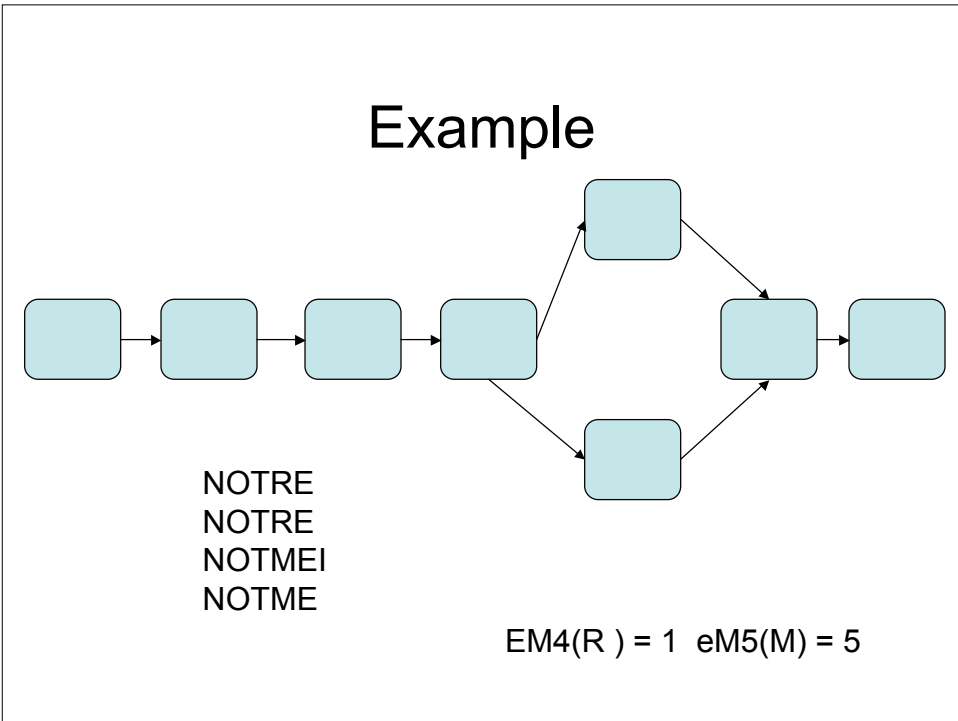 Example
NOTRE
NOTRE
NOTMEI
NOTME
EM4(R ) = 1  eM5(M) = 5